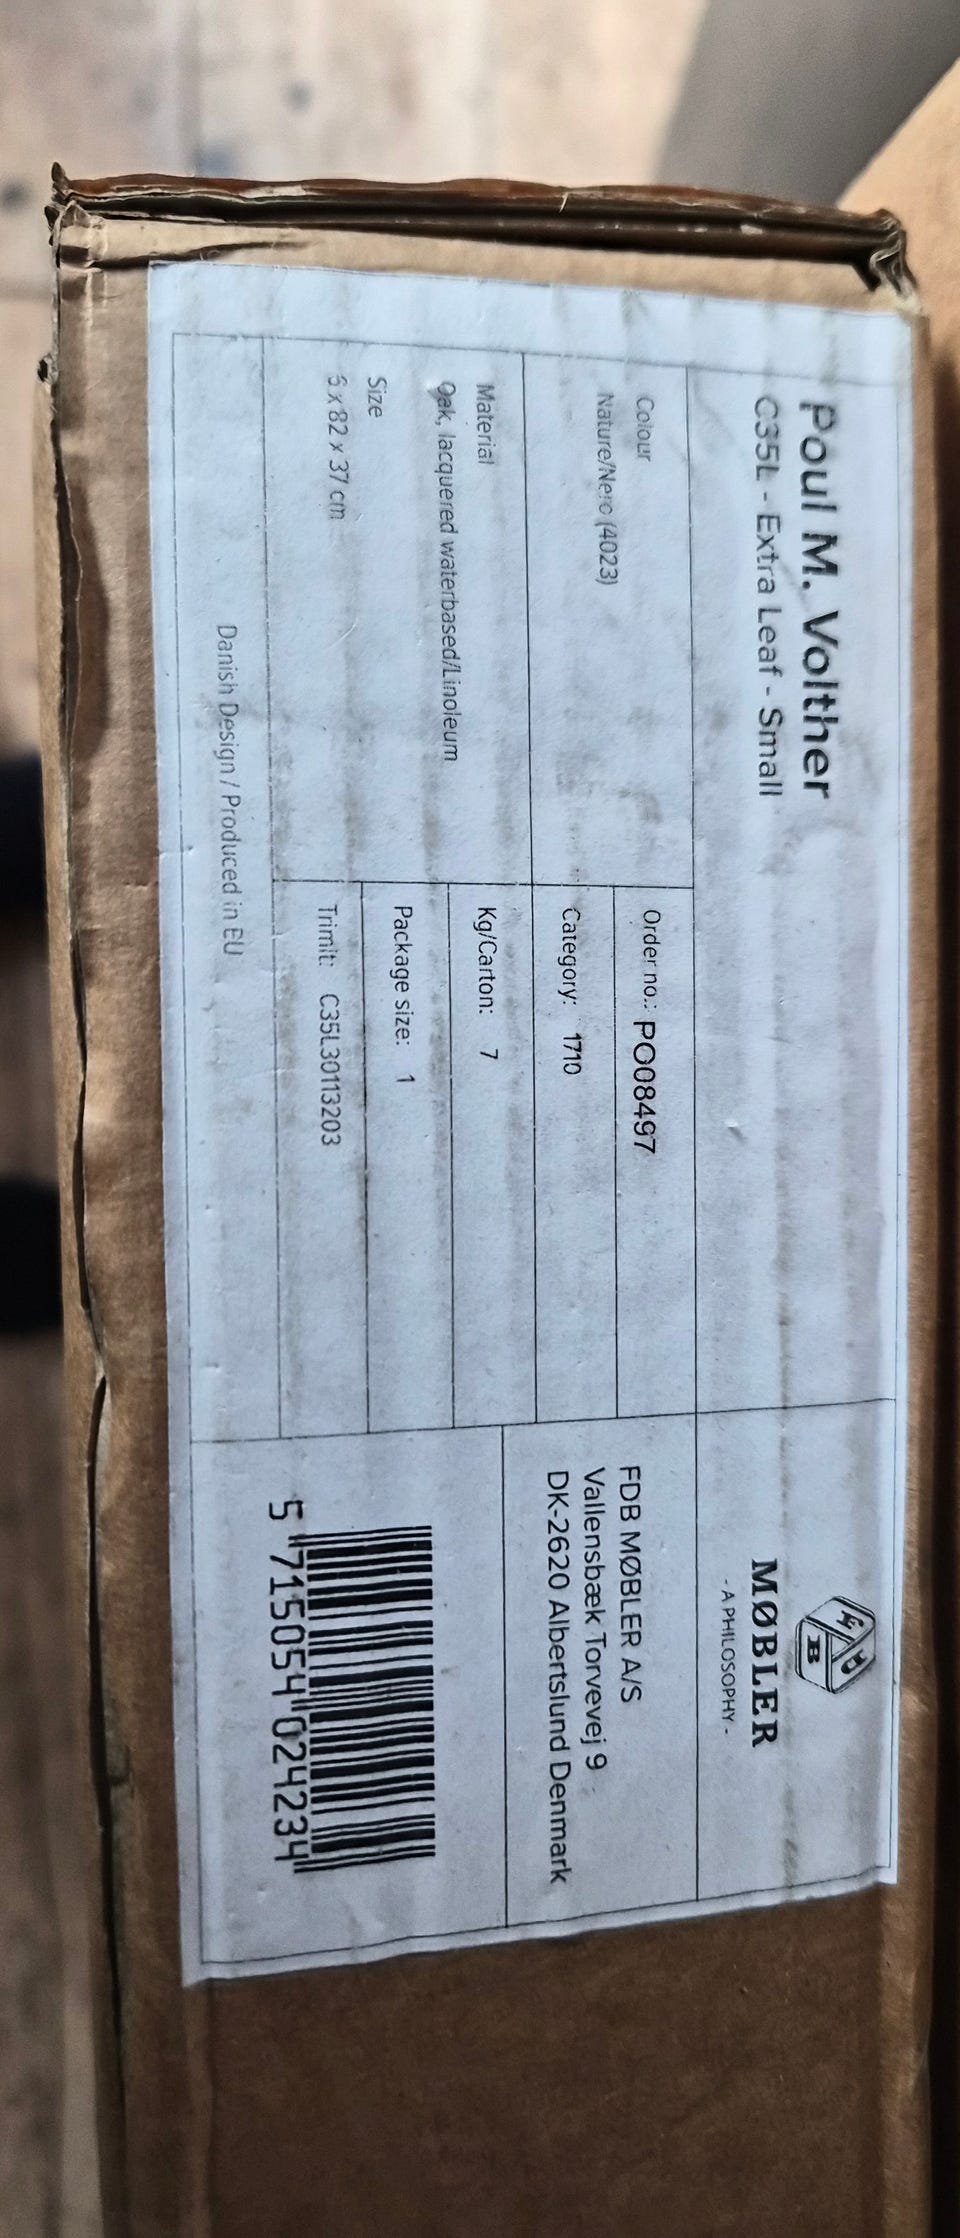 Poul M. Volther
C35L - Extra Leaf - Small
FDB
MØBLER
- A PHILOSOPHY -
Colour
Nature/Nero (4023)
Material
Oak, lacquered waterbased/Linoleum
Size
6 x 82 x 37 cm
Order no.: PO08497
Category: 1710
Kg/Carton: 7
Package size: 1
Trimit: C35L30113203
FDB MØBLER A/S
Vallensbæk Torvevej 9
DK-2620 Albertslund Denmark
5 715054 024234
Danish Design / Produced in EU